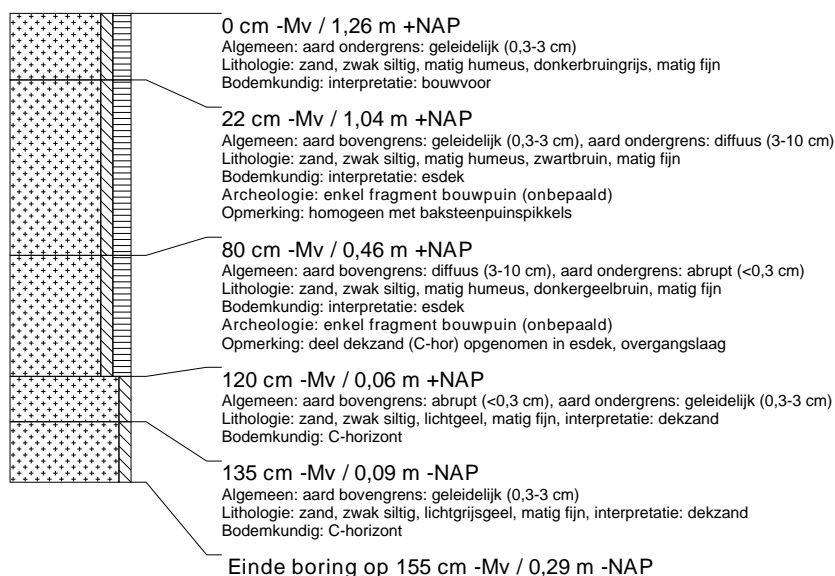 0 cm -Mv / 1,26 m +NAP
Algemeen: aard ondergrens: geleidelijk (0,3-3 cm)
Lithologie: zand, zwak siltig, matig humeus, donkerbruingrijs, matig fijn
Bodemkundig: interpretatie: bouwvoor
22 cm -Mv / 1,04 m +NAP
Algemeen: aard bovengrens: geleidelijk (0,3-3 cm), aard ondergrens: diffuus (3-10 cm)
Lithologie: zand, zwak siltig, matig humeus, zwartbruin, matig fijn
Bodemkundig: interpretatie: esdek
Archeologie: enkel fragment bouwpuin (onbepaald)
Opmerking: homogeen met baksteenpuinspikkels
80 cm -Mv / 0,46 m +NAP
Algemeen: aard bovengrens: diffuus (3-10 cm), aard ondergrens: abrupt (<0,3 cm)
Lithologie: zand, zwak siltig, matig humeus, donkergeelbruin, matig fijn
Bodemkundig: interpretatie: esdek
Archeologie: enkel fragment bouwpuin (onbepaald)
Opmerking: deel dekzand (C-hor) opgenomen in esdek, overgangslaag
120 cm -Mv / 0,06 m +NAP
Algemeen: aard bovengrens: abrupt (<0,3 cm), aard ondergrens: geleidelijk (0,3-3 cm)
Lithologie: zand, zwak siltig, lichtgeel, matig fijn, interpretatie: dekzand
Bodemkundig: C-horizont
135 cm -Mv / 0,09 m -NAP
Algemeen: aard bovengrens: geleidelijk (0,3-3 cm)
Lithologie: zand, zwak siltig, lichtgrijsgeel, matig fijn, interpretatie: dekzand
Bodemkundig: C-horizont
Einde boring op 155 cm -Mv / 0,29 m -NAP